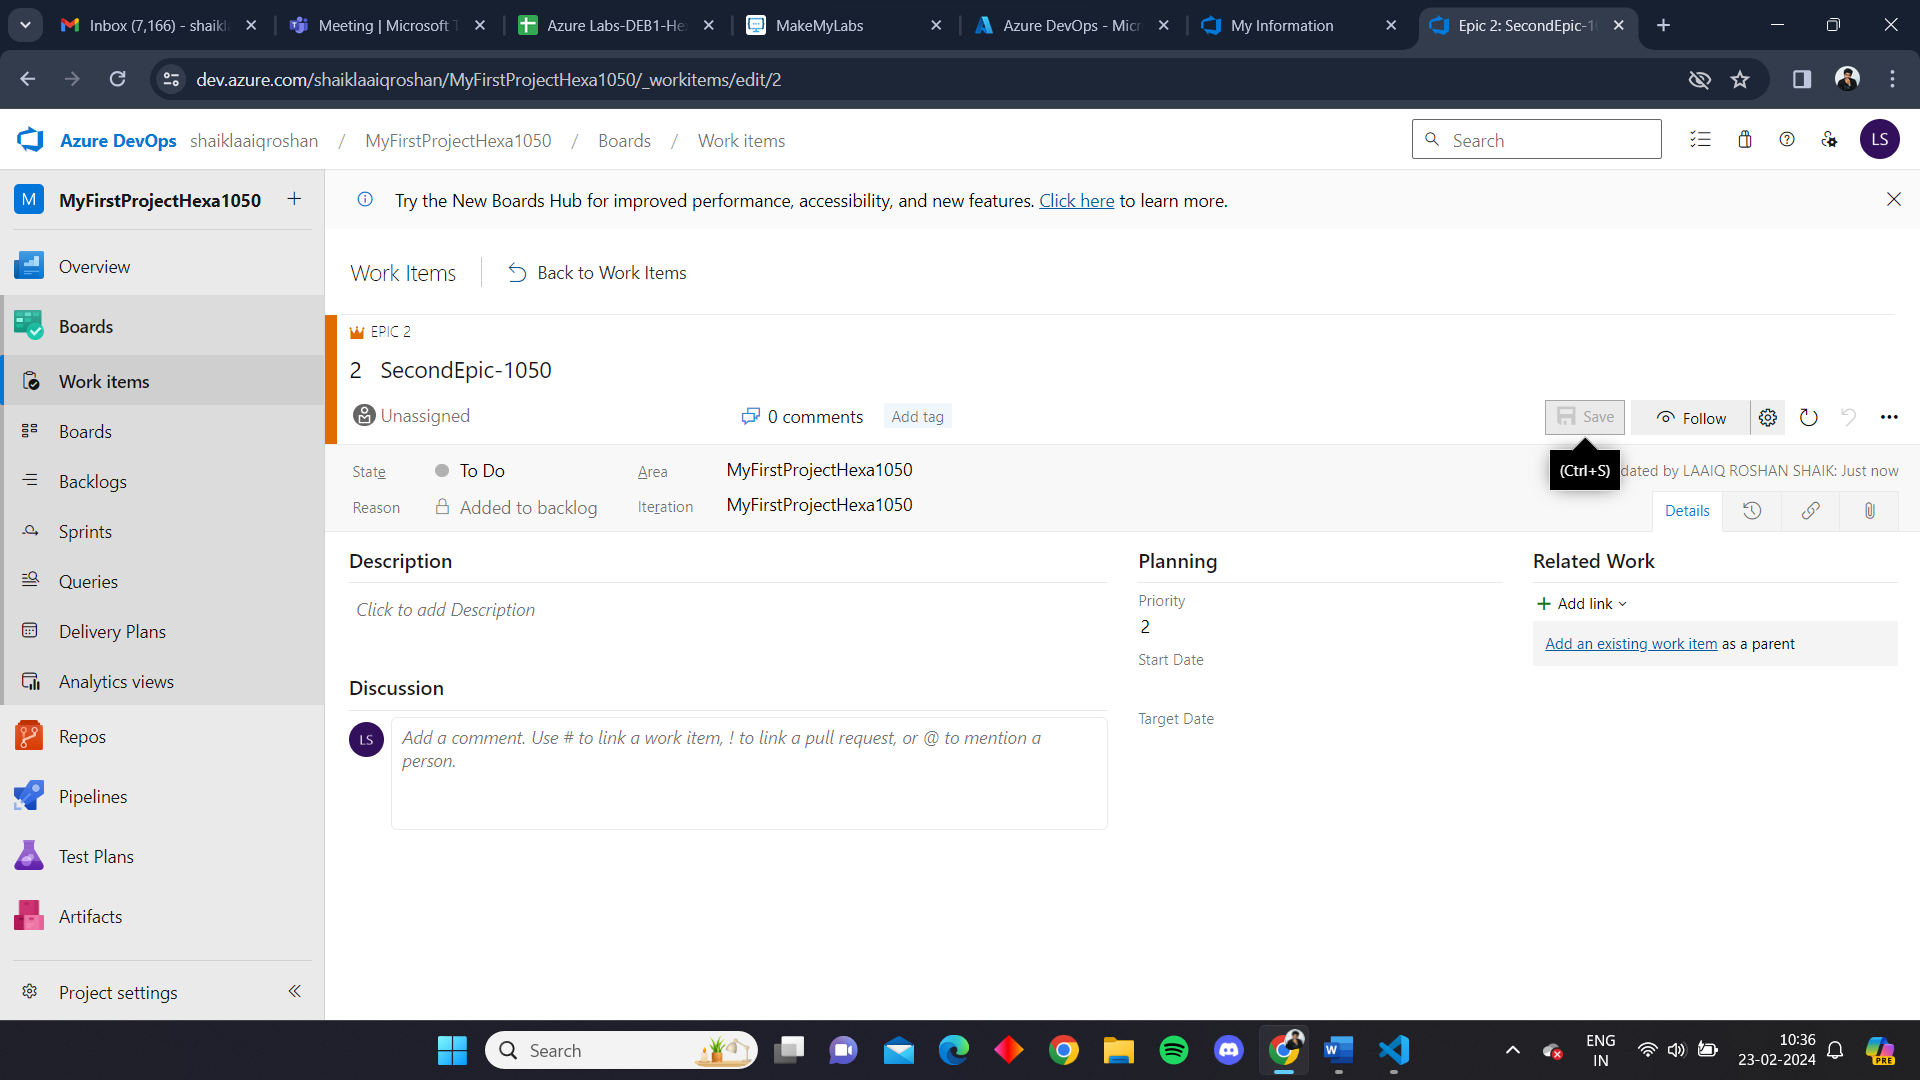 Inbox (7,166) - shaikl
Meeting | Microsoft T
Azure Labs-DEB1-He
MakeMyLabs
Azure DevOps - Micr
My Information
Epic 2: SecondEpic-1
dev.azure.com/shaiklaaiqroshan/MyFirstProjectHexa1050/_workitems/edit/2
Azure DevOps shaiklaaiqroshan / MyFirstProjectHexa1050 / Boards / Work items
Search
LS
M MyFirstProjectHexa1050
Try the New Boards Hub for improved performance, accessibility, and new features. Click here to learn more.
Overview
Boards
Work items
Boards
Backlogs
Sprints
Queries
Delivery Plans
Analytics views
Repos
Pipelines
Test Plans
Artifacts
Project settings
Work Items
Back to Work Items
EPIC 2
2 SecondEpic-1050
Unassigned
0 comments
Add tag
Save
Follow
(Ctrl+S)
State To Do
Area MyFirstProjectHexa1050
dated by LAAIQ ROSHAN SHAIK: Just now
Reason Added to backlog
Iteration MyFirstProjectHexa1050
Details
Description
Click to add Description
Discussion
LS
Add a comment. Use # to link a work item, ! to link a pull request, or @ to mention a
person.
Planning
Priority
2
Start Date
Target Date
Related Work
Add link
Add an existing work item as a parent
Search
ENG
IN
10:36
23-02-2024
PRE